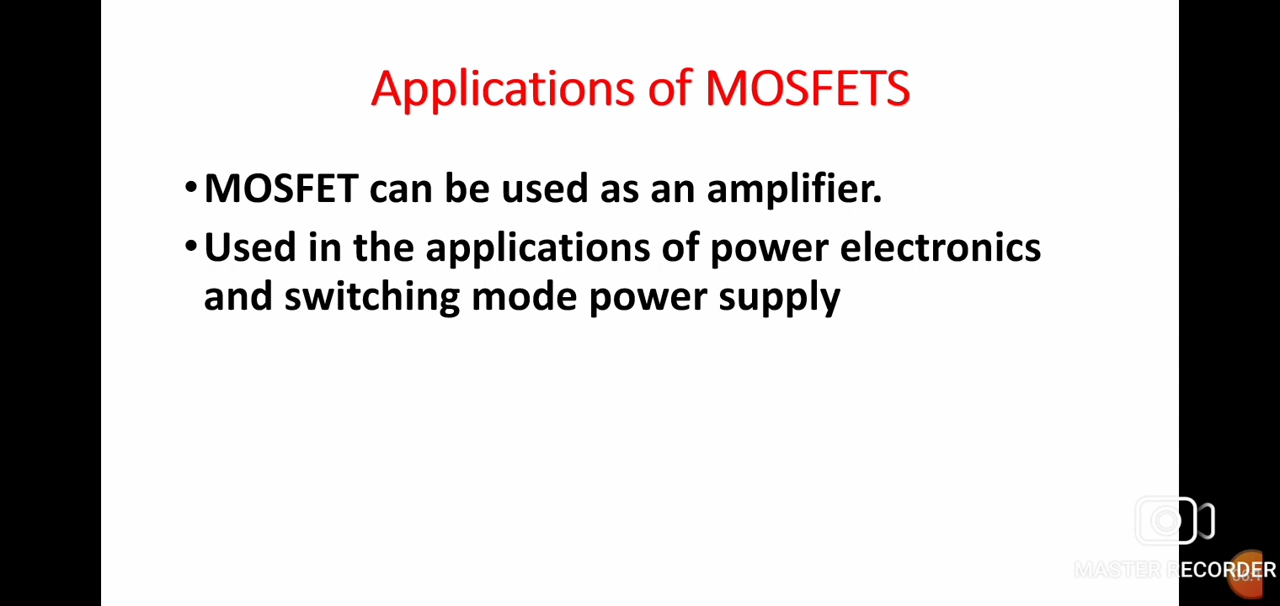 Applications of MOSFETS
•MOSFET can be used as an amplifier.
•Used in the applications of power electronics
and switching mode power supply
MASTER RECORDER